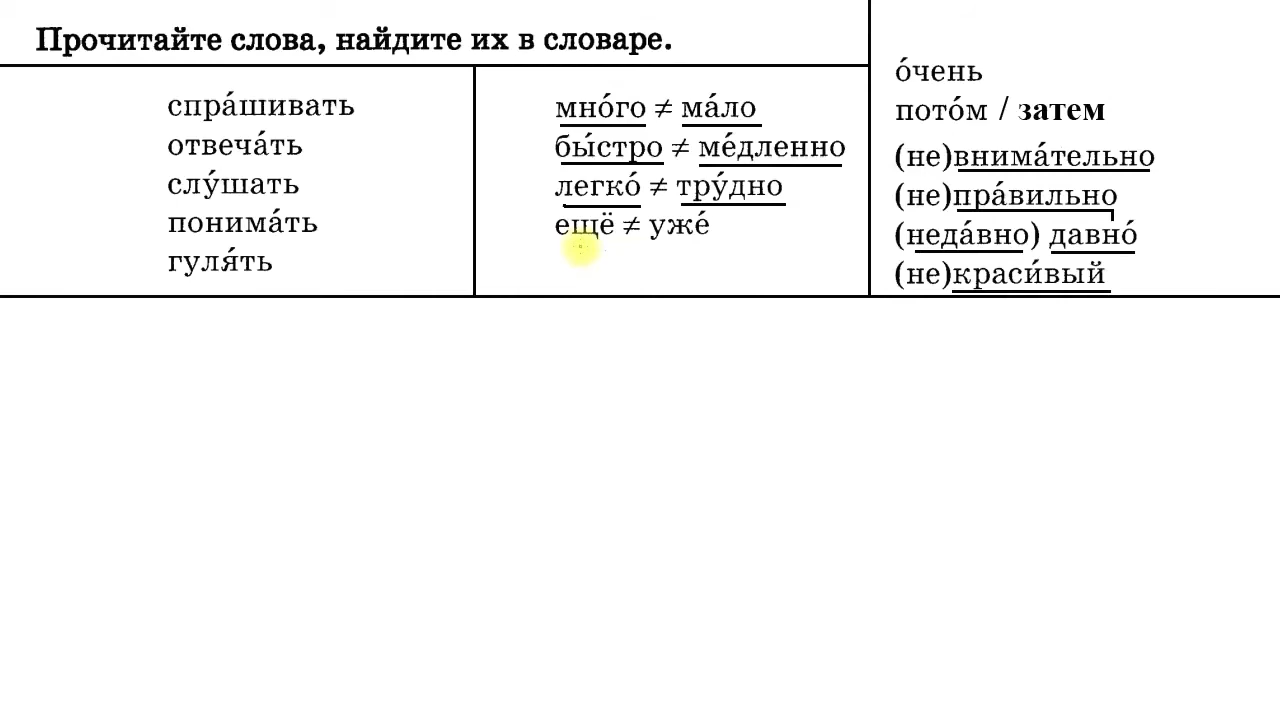 Прочитайте слова, найдите их в словаре.
спра́шивать
отвеча́ть
слу́шать
понима́ть
гуля́ть
мно́го ≠ ма́ло
бы́стро ≠ ме́дленно
легко́ ≠ тру́дно
ещё ≠ уже́
о́чень
пото́м / затем
(не)внима́тельно
(не)пра́вильно
(неда́вно) давно́
(не)краси́вый